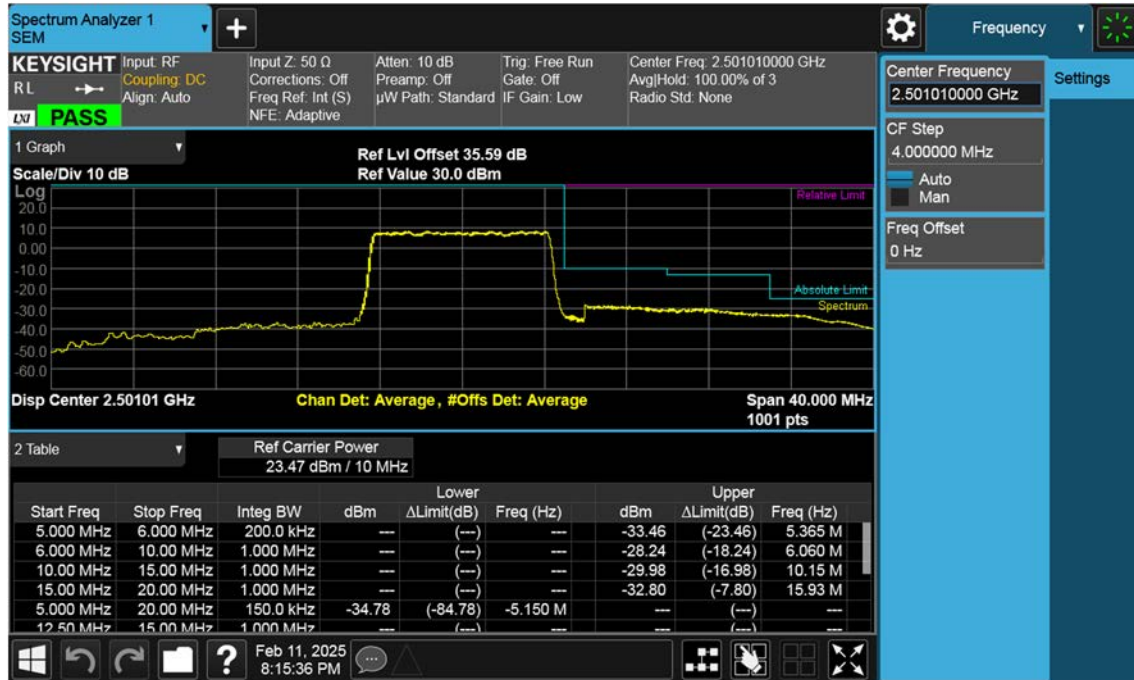 Spectrum Analyzer 1
SEM
Frequency
KEYSIGHT
R L
LXI PASS
Input: RF
Coupling: DC
Align: Auto
Input Z: 50 Ω
Corrections: Off
Freq Ref: Int (S)
NFE: Adaptive
Atten: 10 dB
Preamp: Off
µW Path: Standard
Trig: Free Run
Gate: Off
IF Gain: Low
Center Freq: 2.501010000 GHz
Avg|Hold: 100.00% of 3
Radio Std: None
Center Frequency
2.501010000 GHz
Settings
CF Step
4.000000 MHz
Auto
Man
Freq Offset
0 Hz
1 Graph
Scale/Div 10 dB
Ref Lvl Offset 35.59 dB
Ref Value 30.0 dBm
Log
20.0
10.0
0.00
-10.0
-20.0
-30.0
-40.0
-50.0
-60.0
Relative Limit
Absolute Limit
Spectrum
Disp Center 2.50101 GHz
Chan Det: Average, #Offs Det: Average
Span 40.000 MHz
1001 pts
2 Table
Ref Carrier Power
23.47 dBm / 10 MHz
Lower Upper
Start Freq Stop Freq Integ BW dBm ΔLimit(dB) Freq (Hz) dBm ΔLimit(dB) Freq (Hz)
5.000 MHz 6.000 MHz 200.0 kHz --- (---) --- -33.46 (-23.46) 5.365 M
6.000 MHz 10.00 MHz 1.000 MHz --- (---) --- -28.24 (-18.24) 6.060 M
10.00 MHz 15.00 MHz 1.000 MHz --- (---) --- -29.98 (-16.98) 10.15 M
15.00 MHz 20.00 MHz 1.000 MHz --- (---) --- -32.80 (-7.80) 15.93 M
5.000 MHz 20.00 MHz 150.0 kHz -34.78 (-84.78) -5.150 M --- (---) ---
12.50 MHz 15.00 MHz 1.000 MHz --- (---) --- --- (---) ---
Feb 11, 2025
8:15:36 PM